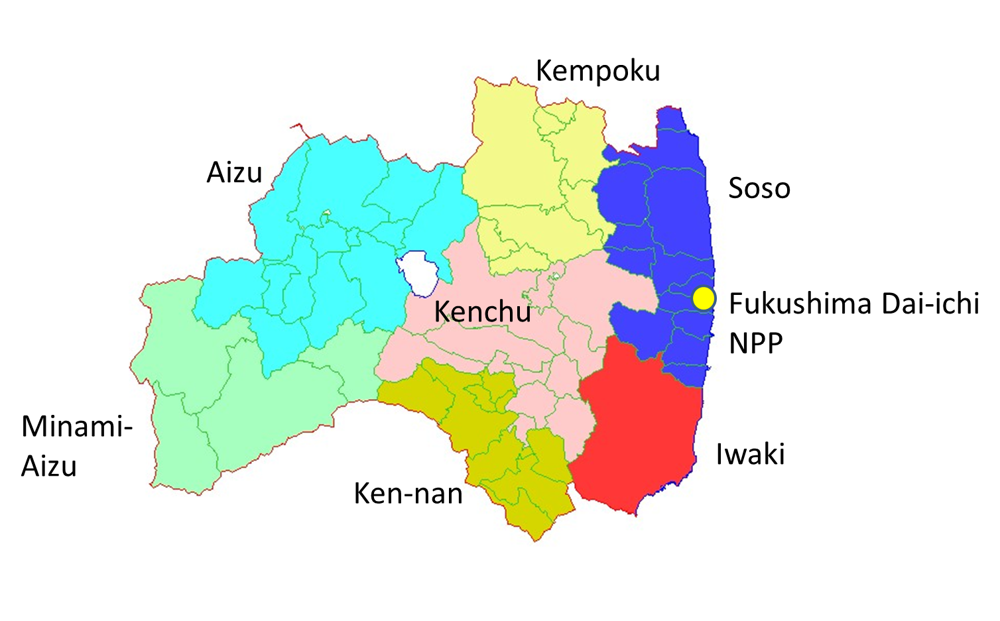 Kempoku
Aizu
Soso
Kenchu
Fukushima Dai-ichi
NPP
Minami-
Aizu
Iwaki
Ken-nan